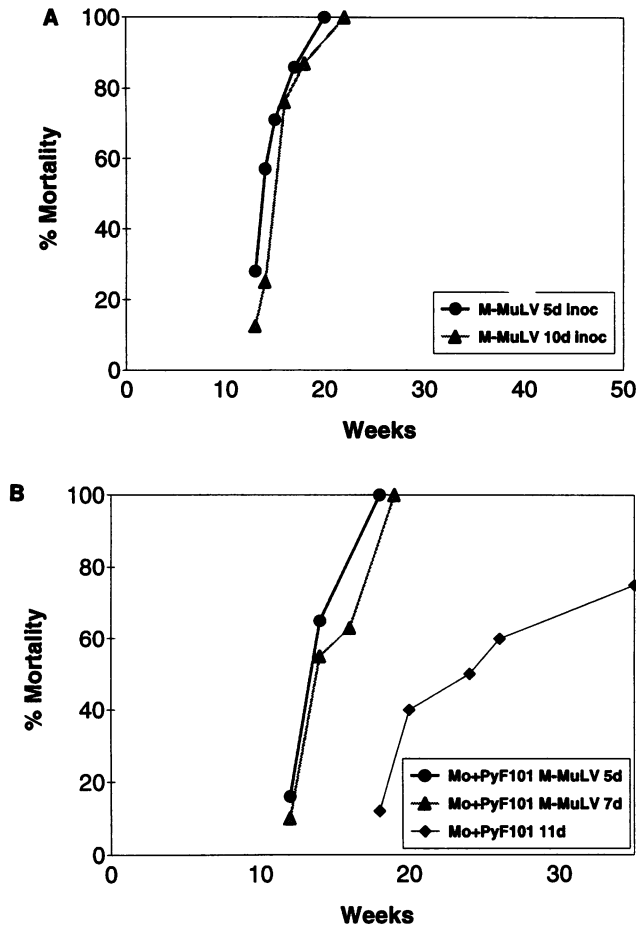 A
100
80
60
40
20
0
% Mortality
M-MuLV 5d inoc
M-MuLV 10d inoc
0 10 20 30 40 50
Weeks
B
100
80
60
40
20
0
% Mortality
Mo+PyF101 M-MuLV 5d
Mo+PyF101 M-MuLV 7d
Mo+PyF101 11d
0 10 20 30
Weeks